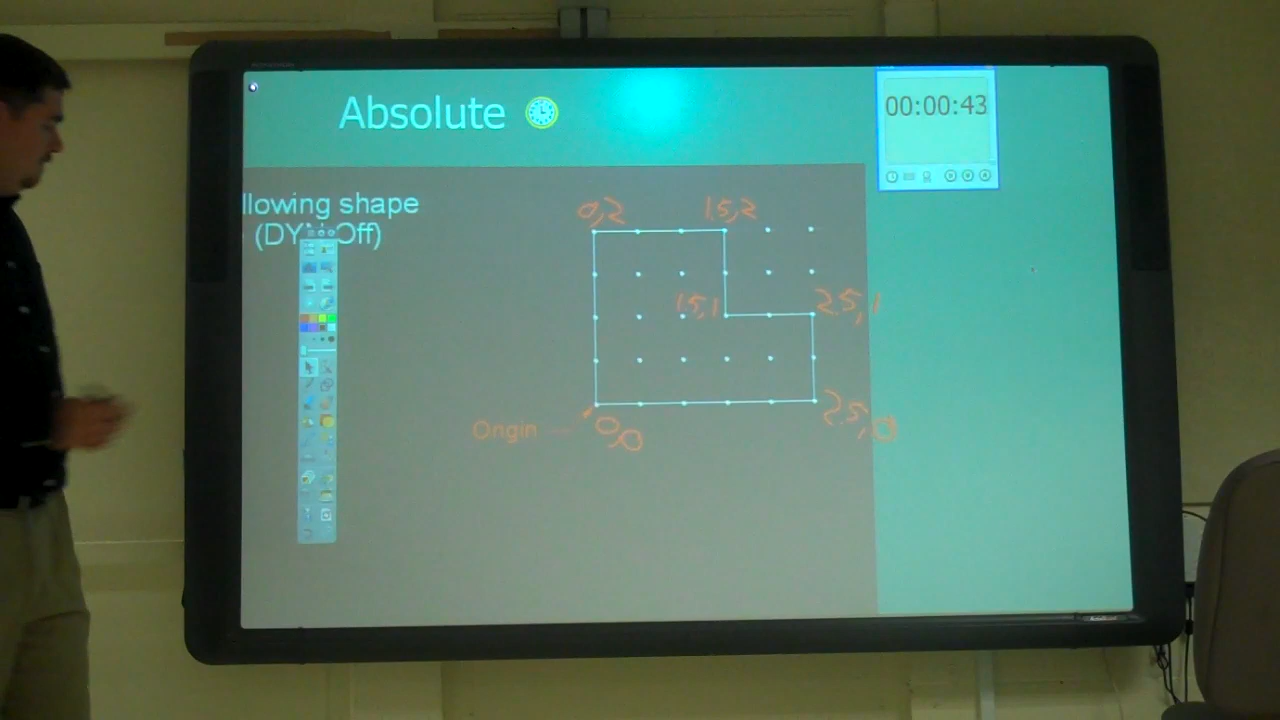 Absolute
00:00:43
llowing shape
(DYN Off)
0,2
1.5,2
1.5,1
2.5,1
2.5,0
Origin
0,0